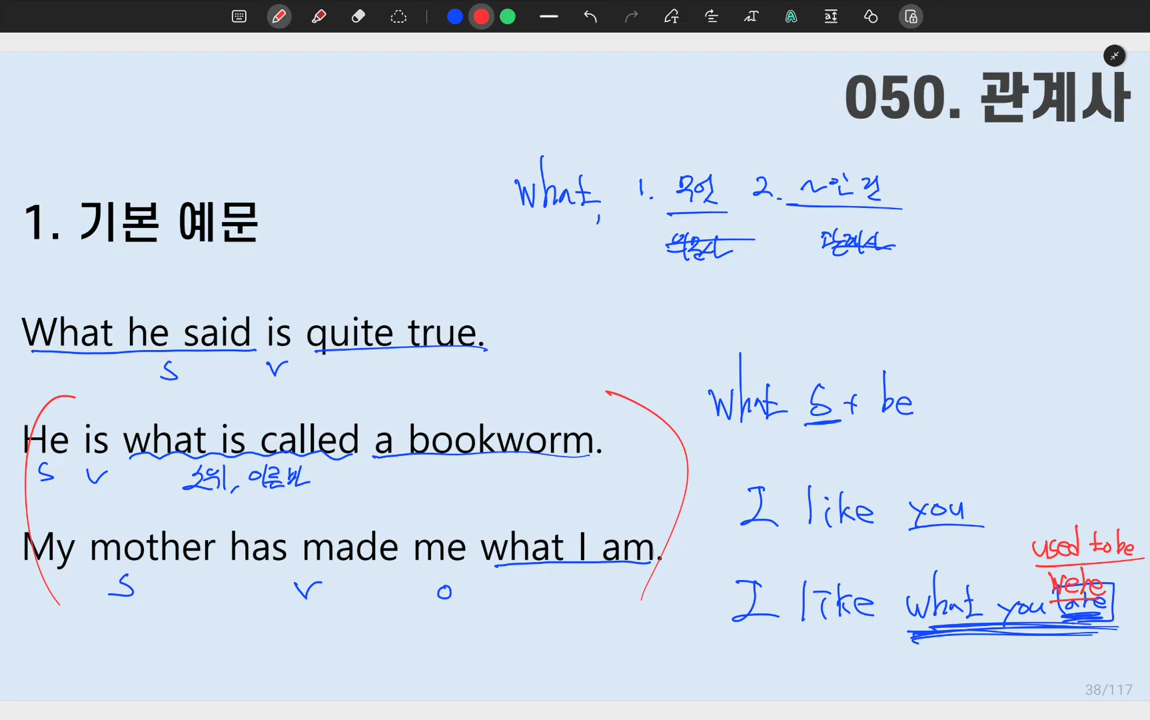 050. 관계사
what, 1. 무엇 2. ~인 것
의문사 관계사
1. 기본 예문
What he said is quite true.
S V
what S + be
He is what is called a bookworm.
S V 소위, 이른바
I like you
used to be
My mother has made me what I am.
S V O
were
I like what you are
38/117